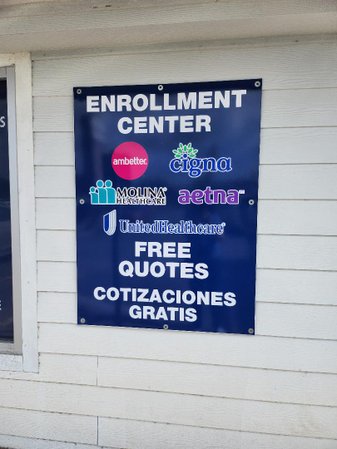 ENROLLMENT
CENTER
ambetter.
cigna
MOLINA
HEALTHCARE
aetna
UnitedHealthcare
FREE
QUOTES
COTIZACIONES
GRATIS